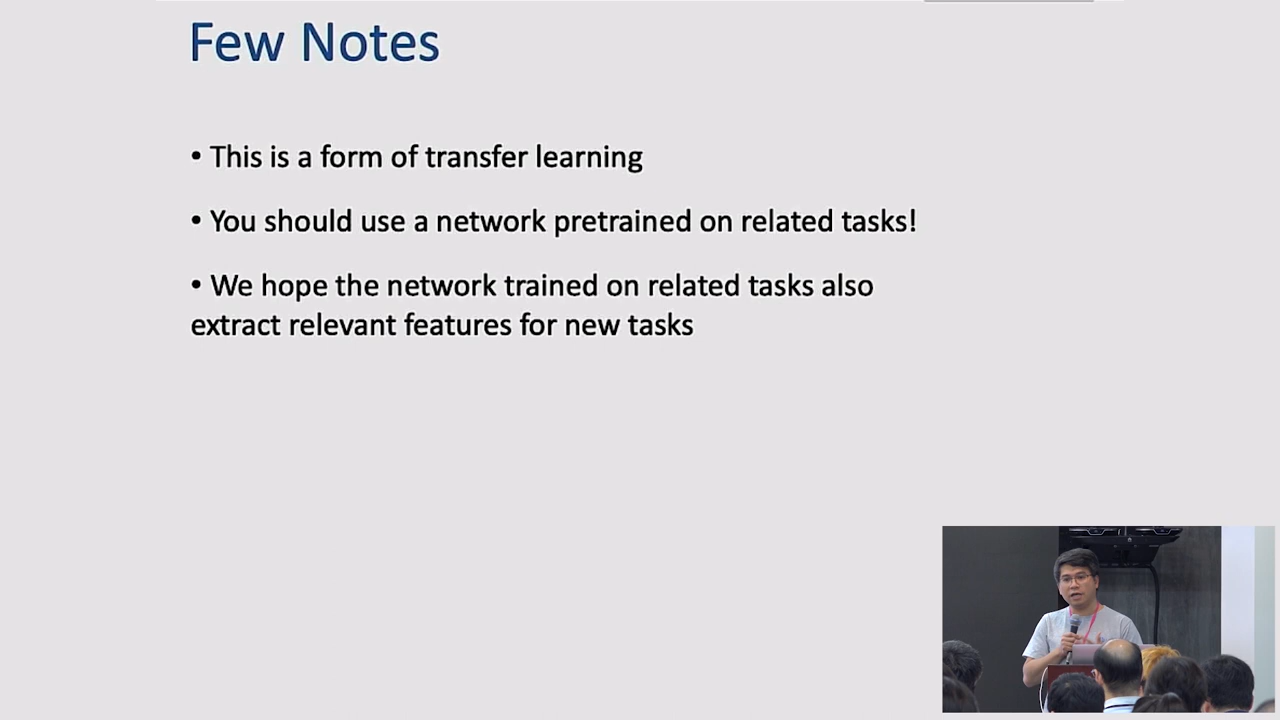 Few Notes
• This is a form of transfer learning
• You should use a network pretrained on related tasks!
• We hope the network trained on related tasks also
extract relevant features for new tasks